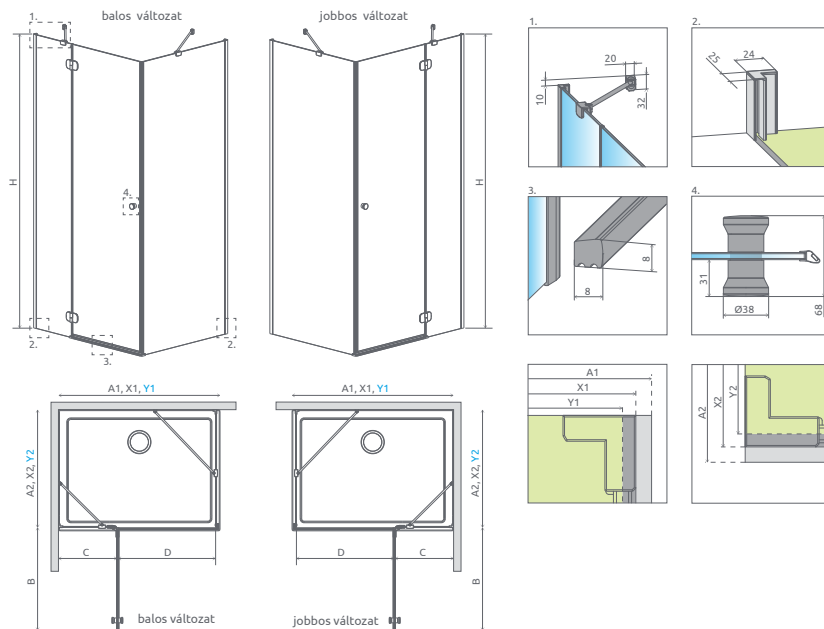 balos változat
jobbos változat
1.
H
4.
2.
3.
2.
H
1.
20
10
32
2.
24
25
3.
8
8
4.
31
Ø38
68
A1, X1, Y1
A2, X2, Y2
C
D
B
balos változat
A1, X1, Y1
A2, X2, Y2
D
C
B
jobbos változat
A1
X1
Y1
A2
X2
Y2